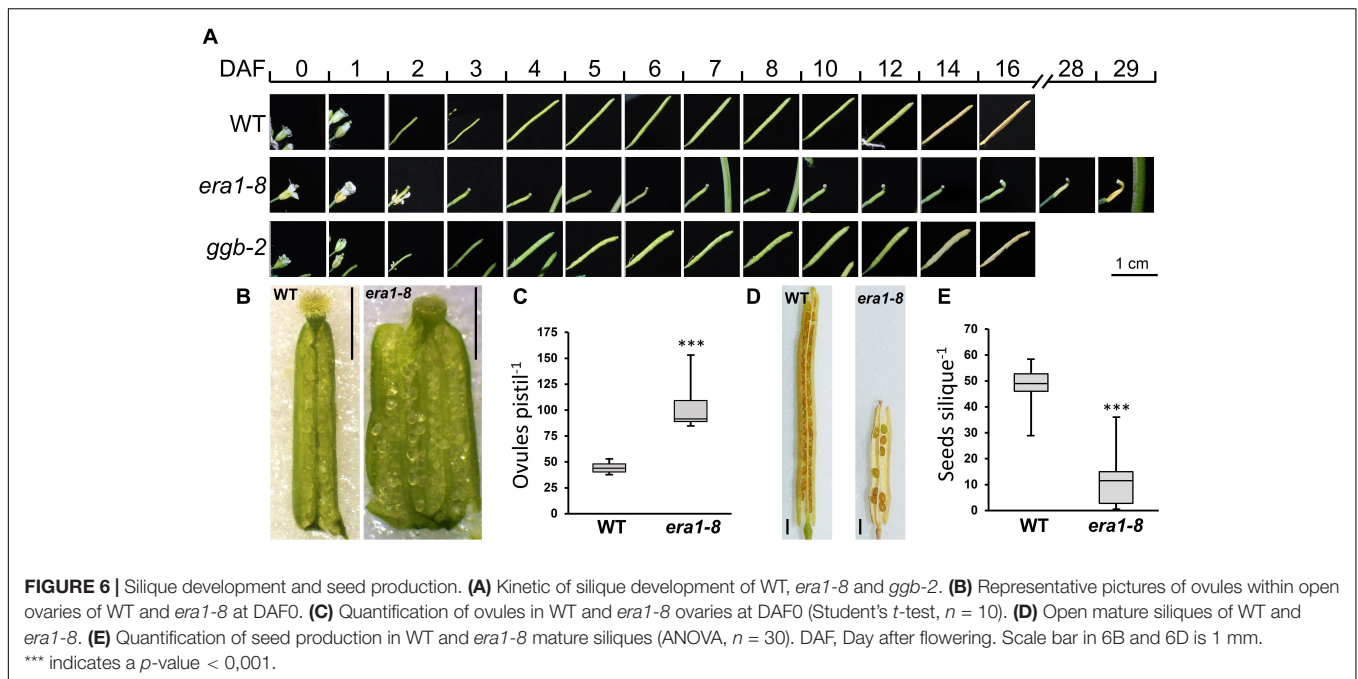 A
DAF 0 1 2 3 4 5 6 7 8 10 12 14 16 28 29
WT
era1-8
ggb-2
1 cm
B
WT
era1-8
C
175
150
125
100
75
50
25
0
Ovules pistil⁻¹
***
WT era1-8
D
WT
era1-8
E
70
60
50
40
30
20
10
0
Seeds silique⁻¹
***
WT era1-8
FIGURE 6 | Silique development and seed production. (A) Kinetic of silique development of WT, era1-8 and ggb-2. (B) Representative pictures of ovules within open
ovaries of WT and era1-8 at DAF0. (C) Quantification of ovules in WT and era1-8 ovaries at DAF0 (Student's t-test, n = 10). (D) Open mature siliques of WT and
era1-8. (E) Quantification of seed production in WT and era1-8 mature siliques (ANOVA, n = 30). DAF, Day after flowering. Scale bar in 6B and 6D is 1 mm.
*** indicates a p-value < 0,001.